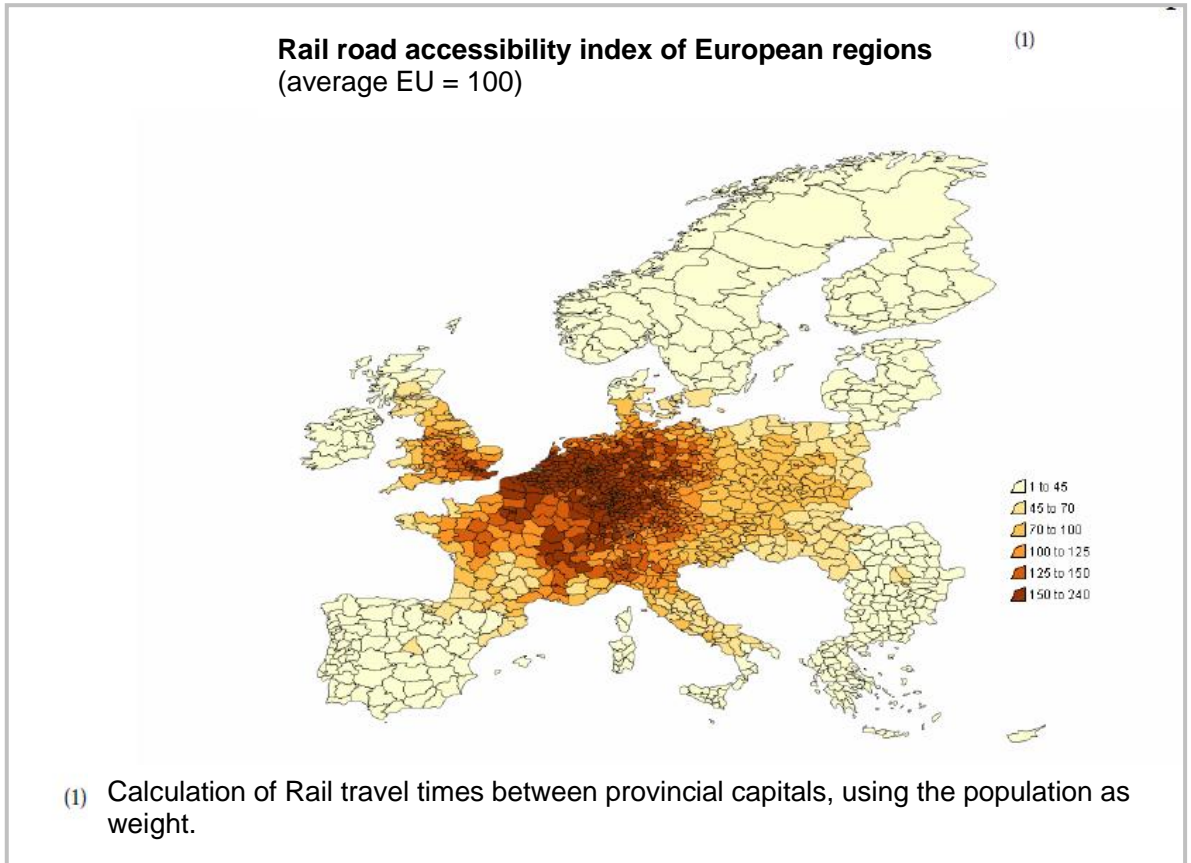 Rail road accessibility index of European regions (1)
(average EU = 100)
1 to 45
45 to 70
70 to 100
100 to 125
125 to 150
150 to 240
(1) Calculation of Rail travel times between provincial capitals, using the population as
weight.